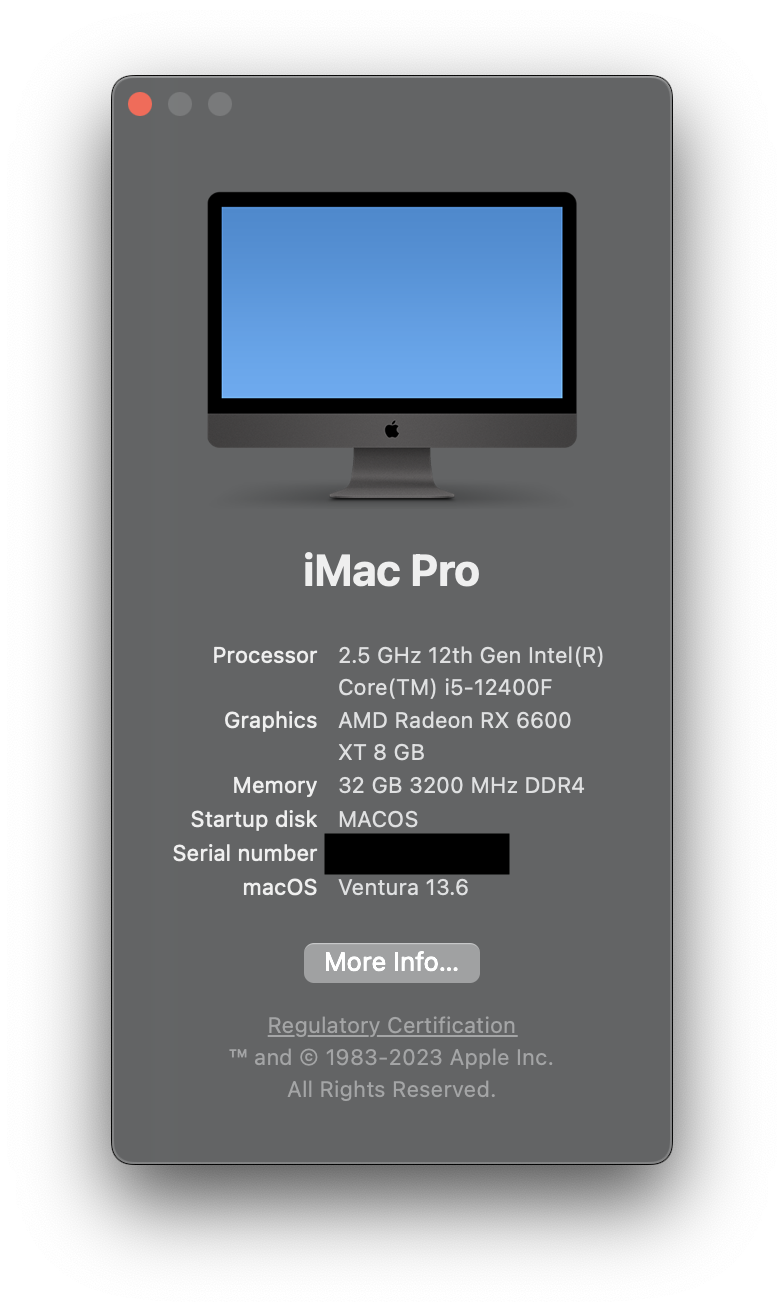 iMac Pro
Processor 2.5 GHz 12th Gen Intel(R)
Core(TM) i5-12400F
Graphics AMD Radeon RX 6600
XT 8 GB
Memory 32 GB 3200 MHz DDR4
Startup disk MACOS
Serial number
macOS Ventura 13.6
More Info...
Regulatory Certification
™ and © 1983-2023 Apple Inc.
All Rights Reserved.